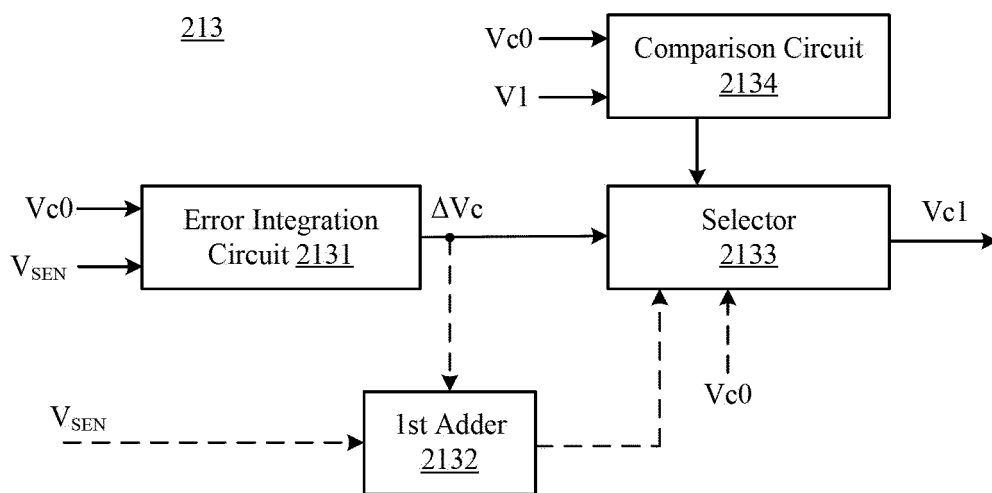 213
Vc0
V1
Comparison Circuit
2134
Vc0
V_SEN
Error Integration
Circuit 2131
ΔVc
Selector
2133
Vc1
Vc0
V_SEN
1st Adder
2132